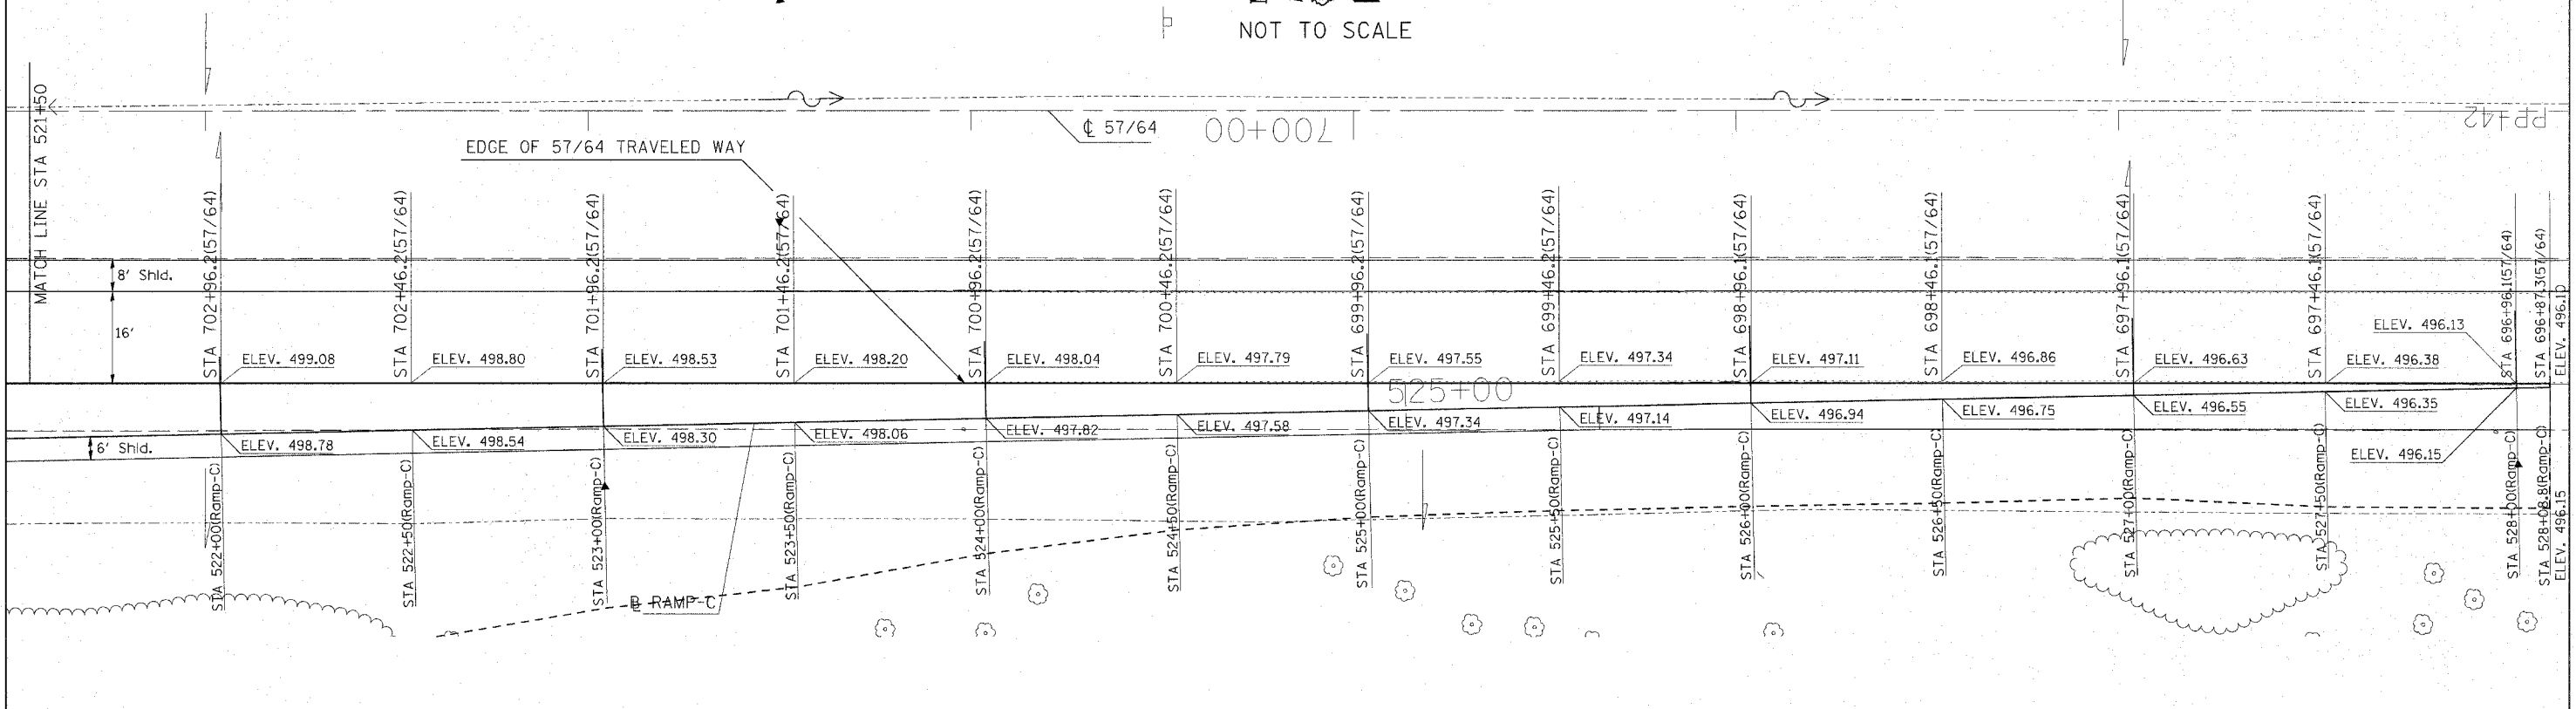 NOT TO SCALE
MATCH LINE STA 521+50
℄ 57/64
700+00
PP+42
EDGE OF 57/64 TRAVELED WAY
8' Shld.
16'
6' Shld.
STA 702+96.2(57/64)
STA 702+46.2(57/64)
STA 701+96.2(57/64)
STA 701+46.2(57/64)
STA 700+96.2(57/64)
STA 700+46.2(57/64)
STA 699+96.2(57/64)
STA 699+46.2(57/64)
STA 698+96.1(57/64)
STA 698+46.1(57/64)
STA 697+96.1(57/64)
STA 697+46.1(57/64)
STA 696+96.1(57/64)
STA 696+87.3(57/64)
ELEV. 496.10
ELEV. 499.08
ELEV. 498.80
ELEV. 498.53
ELEV. 498.20
ELEV. 498.04
ELEV. 497.79
ELEV. 497.55
ELEV. 497.34
ELEV. 497.11
ELEV. 496.86
ELEV. 496.63
ELEV. 496.38
ELEV. 496.13
525+00
ELEV. 498.78
ELEV. 498.54
ELEV. 498.30
ELEV. 498.06
ELEV. 497.82
ELEV. 497.58
ELEV. 497.34
ELEV. 497.14
ELEV. 496.94
ELEV. 496.75
ELEV. 496.55
ELEV. 496.35
ELEV. 496.15
STA 522+00(Ramp-C)
STA 522+50(Ramp-C)
STA 523+00(Ramp-C)
STA 523+50(Ramp-C)
STA 524+00(Ramp-C)
STA 524+50(Ramp-C)
STA 525+00(Ramp-C)
STA 525+50(Ramp-C)
STA 526+00(Ramp-C)
STA 526+50(Ramp-C)
STA 527+00(Ramp-C)
STA 527+50(Ramp-C)
STA 528+00(Ramp-C)
STA 528+08.8(Ramp-C)
ELEV. 496.15
RAMP-C